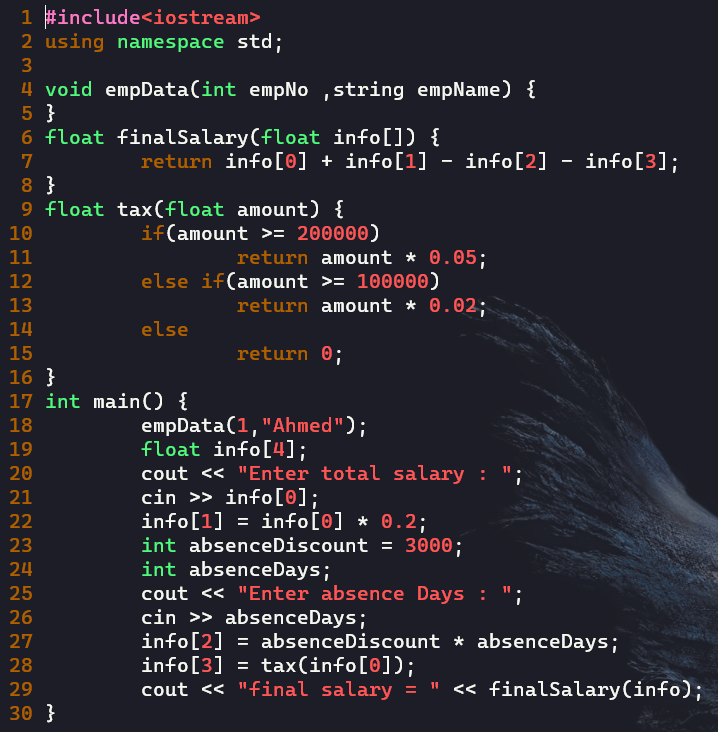 1 #include<iostream>
2 using namespace std;
3
4 void empData(int empNo ,string empName) {
5 }
6 float finalSalary(float info[]) {
7         return info[0] + info[1] - info[2] - info[3];
8 }
9 float tax(float amount) {
10         if(amount >= 200000)
11                 return amount * 0.05;
12         else if(amount >= 100000)
13                 return amount * 0.02;
14         else
15                 return 0;
16 }
17 int main() {
18         empData(1,"Ahmed");
19         float info[4];
20         cout << "Enter total salary : ";
21         cin >> info[0];
22         info[1] = info[0] * 0.2;
23         int absenceDiscount = 3000;
24         int absenceDays;
25         cout << "Enter absence Days : ";
26         cin >> absenceDays;
27         info[2] = absenceDiscount * absenceDays;
28         info[3] = tax(info[0]);
29         cout << "final salary = " << finalSalary(info);
30 }